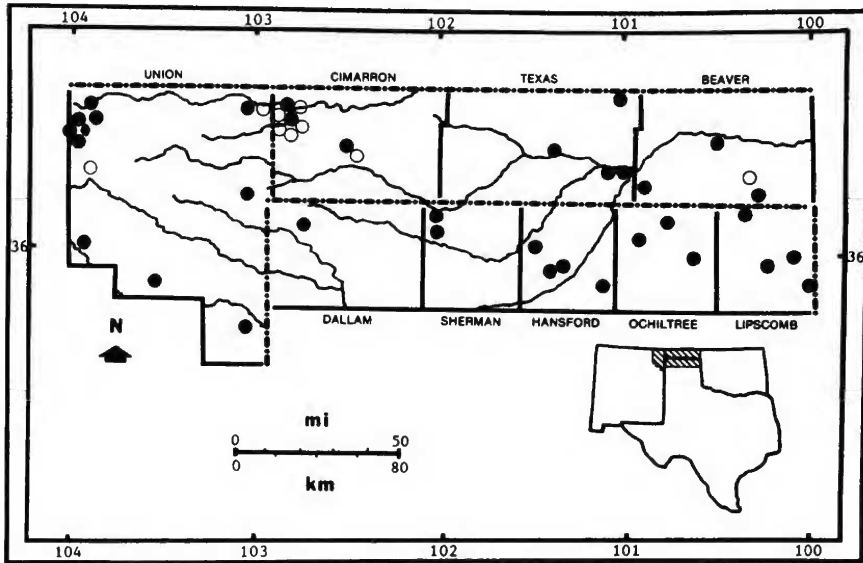 104 103 102 101 100
UNION CIMARRON TEXAS BEAVER
36 36
DALLAM SHERMAN HANSFORD OCHILTREE LIPSCOMB
N
mi
0 50
0 80
km
104 103 102 101 100